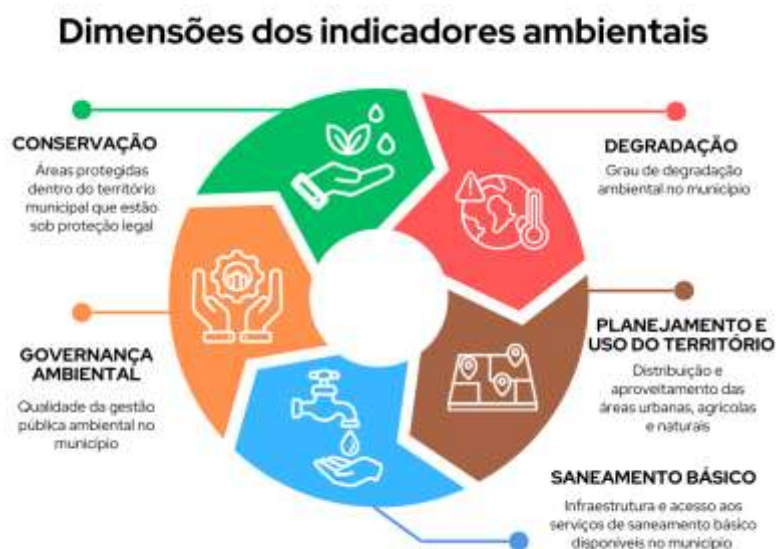 Dimensões dos indicadores ambientais
CONSERVAÇÃO
Áreas protegidas
dentro do território
municipal que estão
sob proteção legal
DEGRADAÇÃO
Grau de degradação
ambiental no município
GOVERNANÇA
AMBIENTAL
Qualidade da gestão
pública ambiental no
município
PLANEJAMENTO E
USO DO TERRITÓRIO
Distribuição e
aproveitamento das
áreas urbanas, agrícolas
e naturais
SANEAMENTO BÁSICO
Infraestrutura e acesso aos
serviços de saneamento básico
disponíveis no município